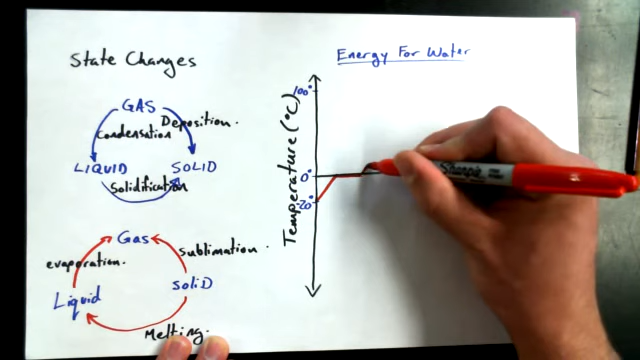 State Changes
GAS
Condensation
Deposition.
LIQUID
SOLID
Solidification
Gas
evaporation.
sublimation.
Liquid
SoliD
Melting.
Energy For Water
Temperature (°C)
100°
0°
-20°
Sharpie